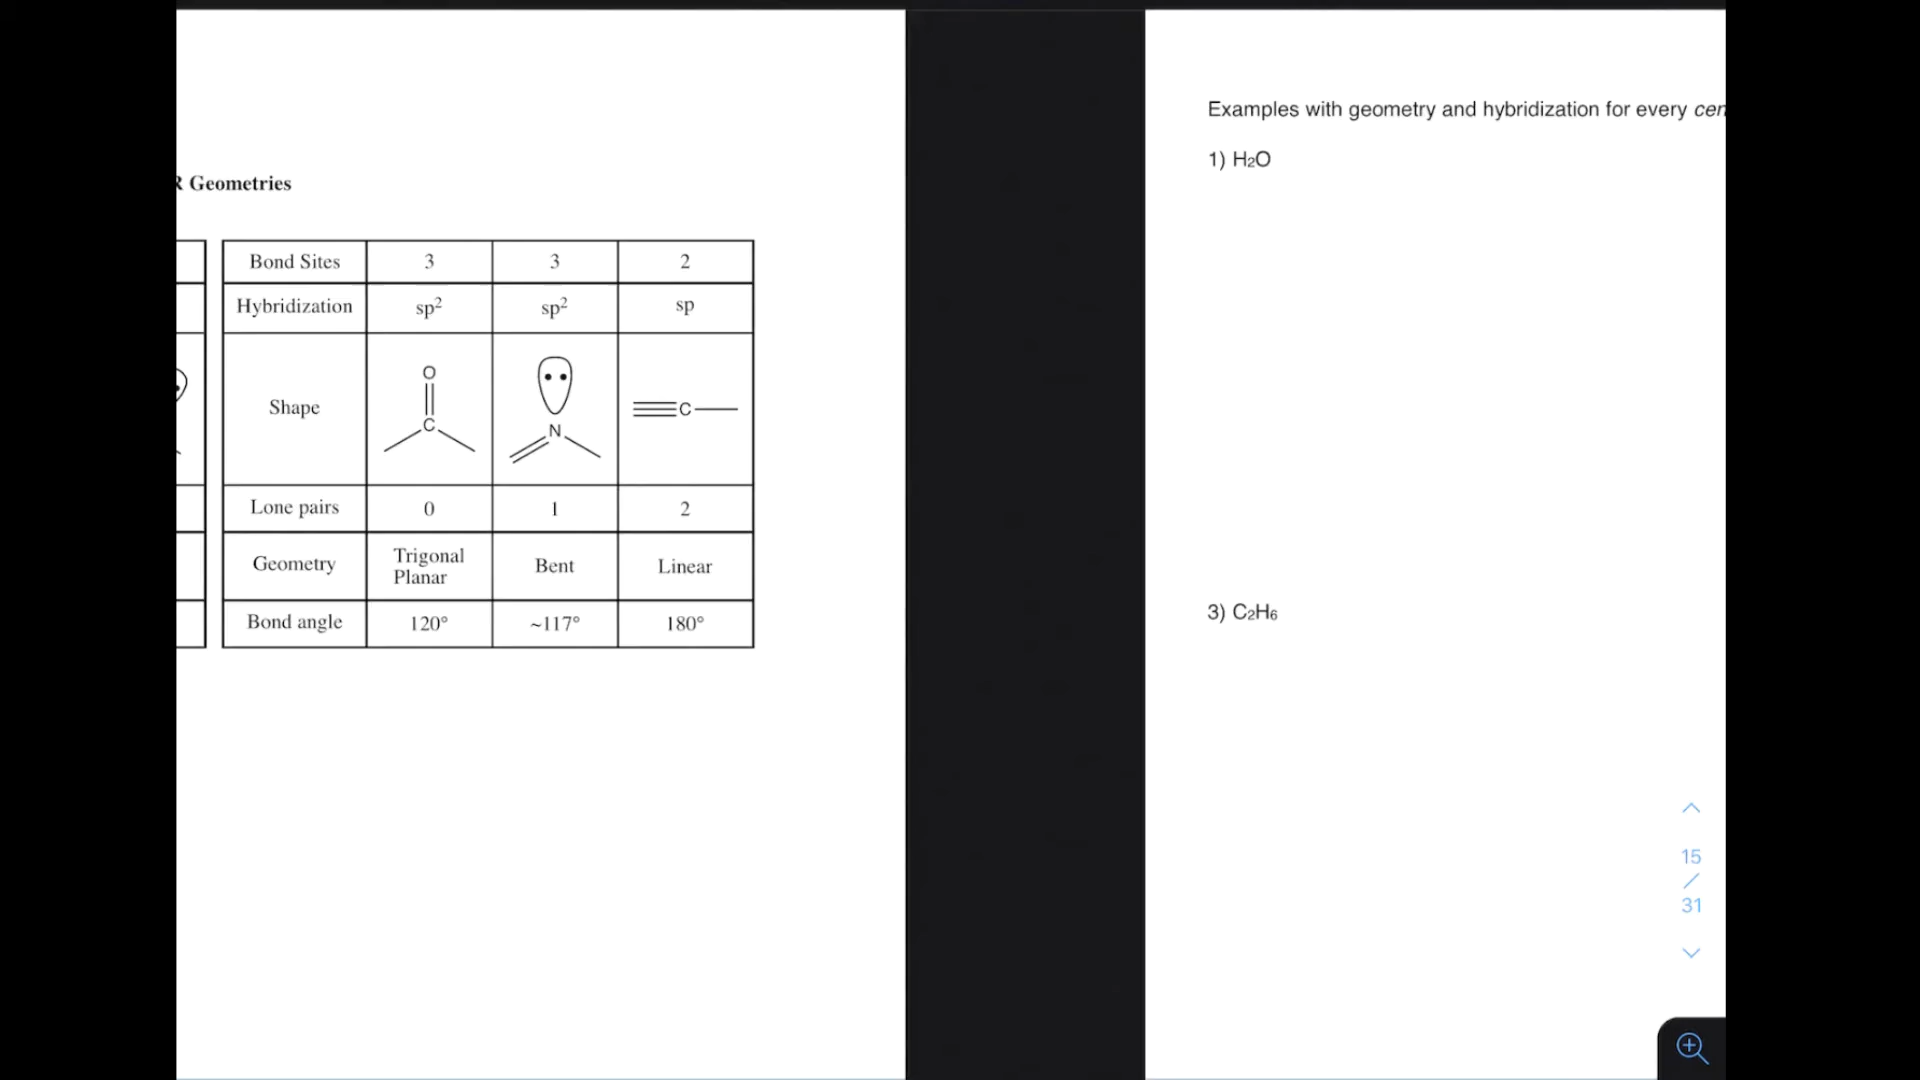 R Geometries
Bond Sites 3 3 2
Hybridization sp² sp² sp
Shape
O
C
N
C
Lone pairs 0 1 2
Geometry Trigonal Planar Bent Linear
Bond angle 120° ~117° 180°
Examples with geometry and hybridization for every cen
1) H₂O
3) C₂H₆
15
/
31